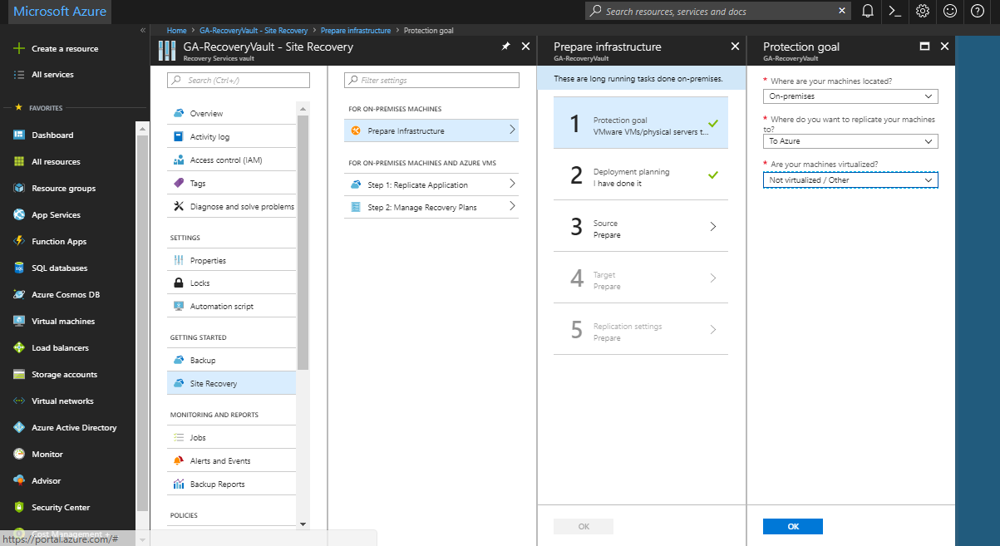 Microsoft Azure
Search resources, services and docs
Create a resource
All services
FAVORITES
Dashboard
All resources
Resource groups
App Services
Function Apps
SQL databases
Azure Cosmos DB
Virtual machines
Load balancers
Storage accounts
Virtual networks
Azure Active Directory
Monitor
Advisor
Security Center
Cost Management +
https://portal.azure.com/#
Home > GA-RecoveryVault - Site Recovery > Prepare infrastructure > Protection goal
GA-RecoveryVault - Site Recovery
Recovery Services vault
Search (Ctrl+/)
Overview
Activity log
Access control (IAM)
Tags
Diagnose and solve problems
SETTINGS
Properties
Locks
Automation script
GETTING STARTED
Backup
Site Recovery
MONITORING AND REPORTS
Jobs
Alerts and Events
Backup Reports
POLICIES
Filter settings
FOR ON-PREMISES MACHINES
Prepare Infrastructure
FOR ON-PREMISES MACHINES AND AZURE VMS
Step 1: Replicate Application
Step 2: Manage Recovery Plans
Prepare infrastructure
GA-RecoveryVault
These are long running tasks done on-premises.
1 Protection goal
VMware VMs/physical servers t...
2 Deployment planning
I have done it
3 Source
Prepare
4 Target
Prepare
5 Replication settings
Prepare
OK
Protection goal
GA-RecoveryVault
* Where are your machines located?
On-premises
* Where do you want to replicate your machines
to?
To Azure
* Are your machines virtualized?
Not virtualized / Other
OK